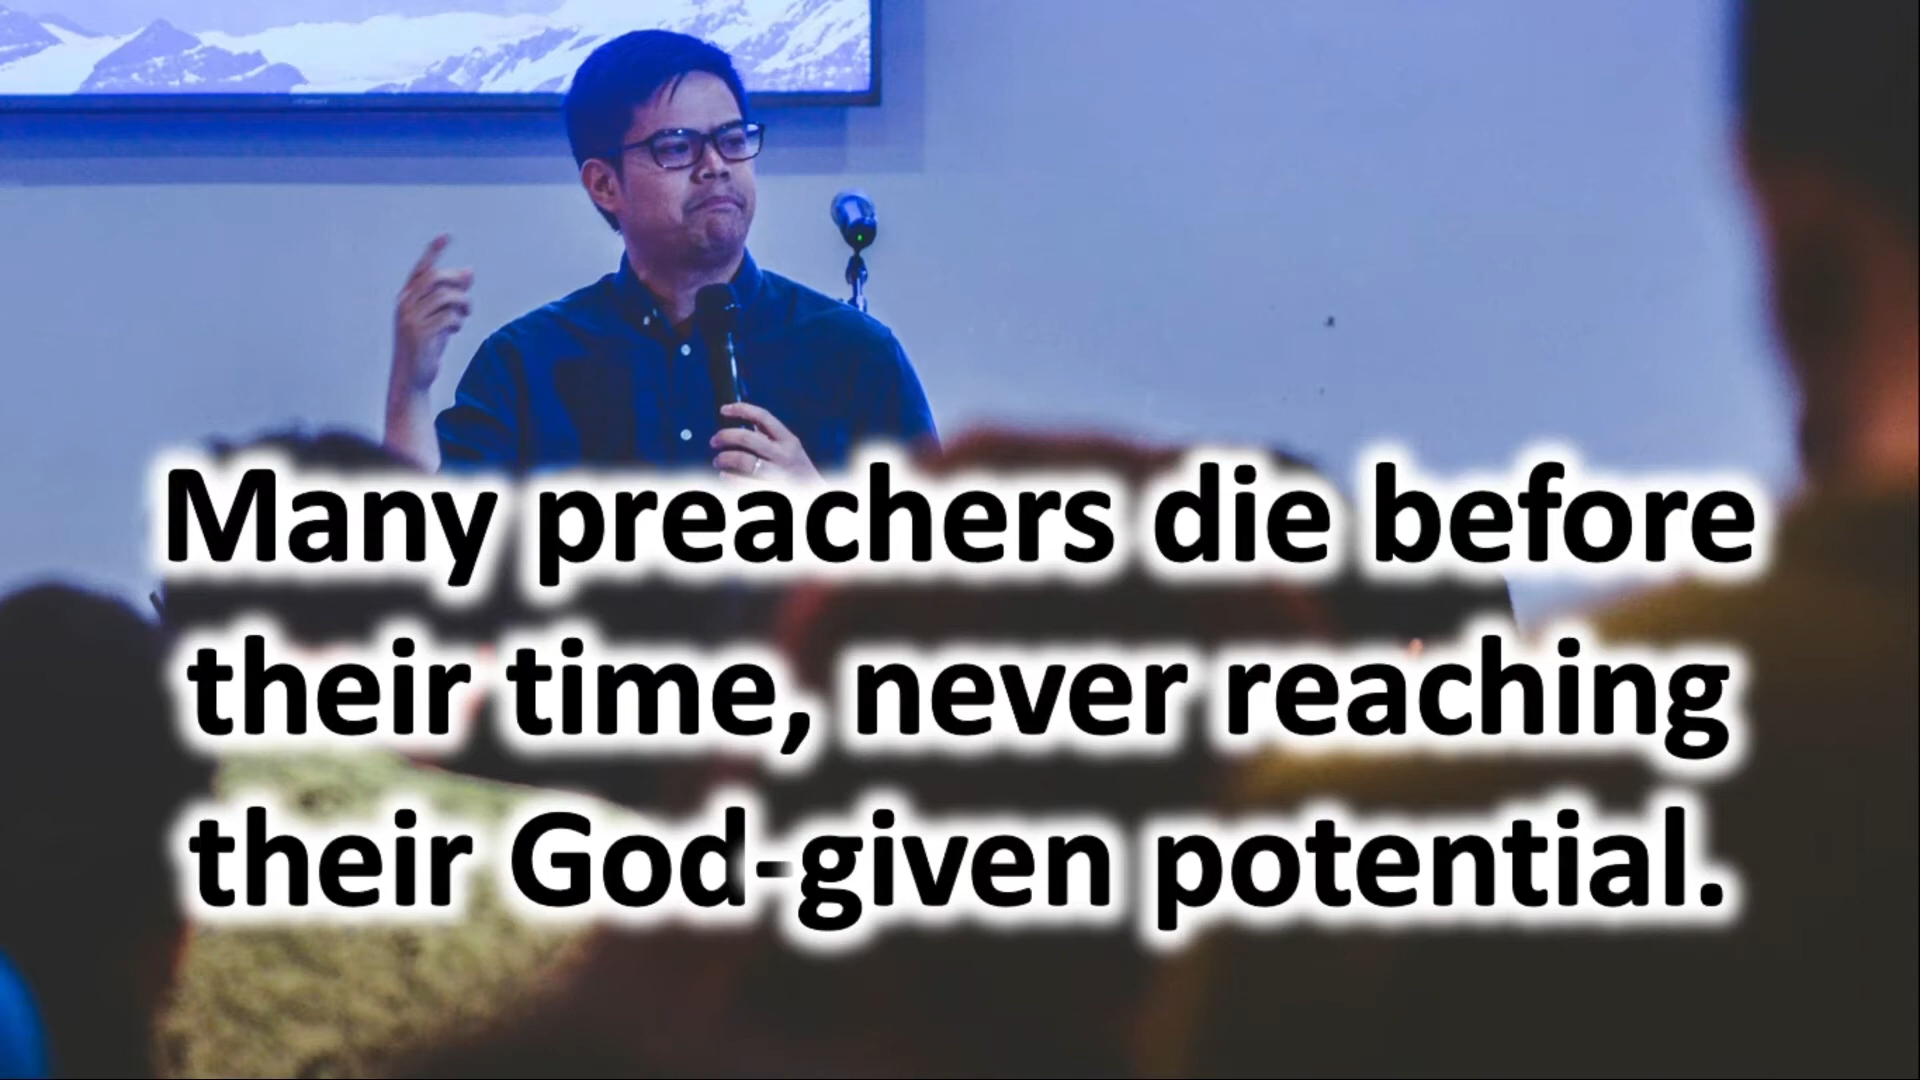 Many preachers die before
their time, never reaching
their God-given potential.